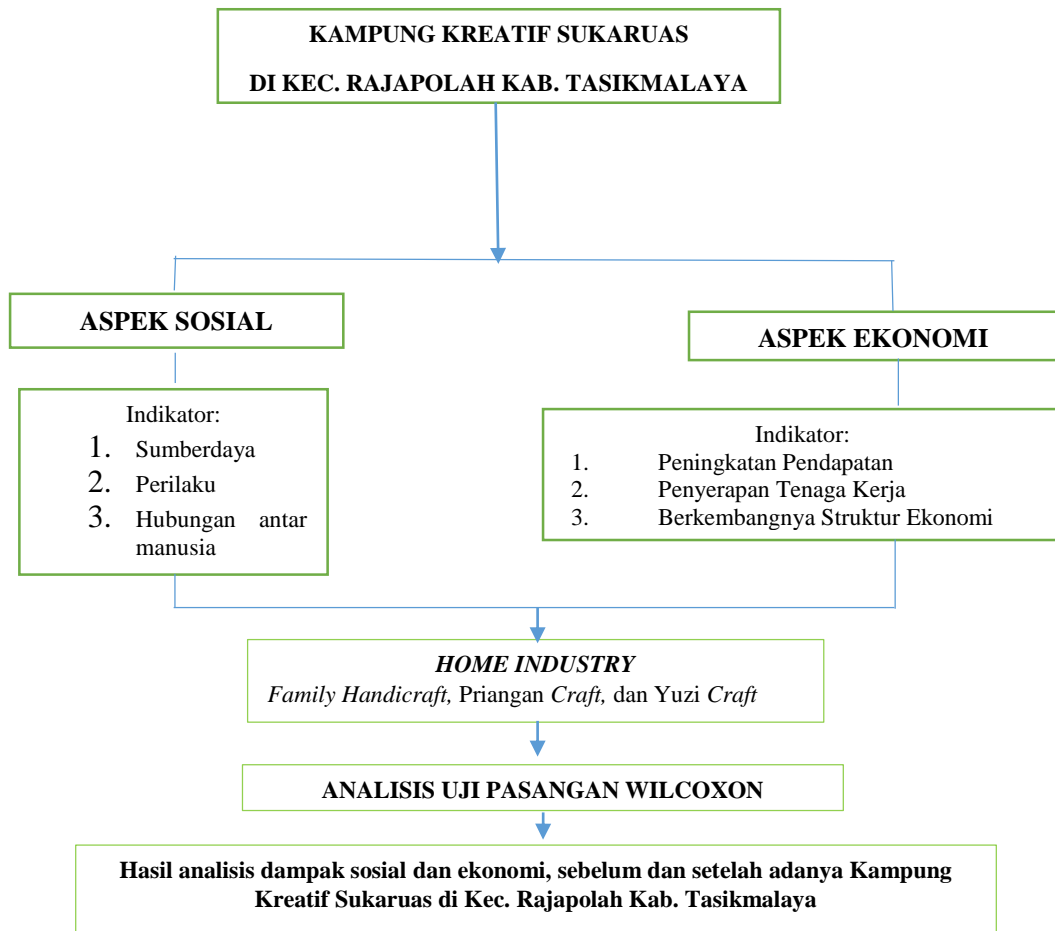 KAMPUNG KREATIF SUKARUAS
DI KEC. RAJAPOLAH KAB. TASIKMALAYA
ASPEK SOSIAL
Indikator:
1. Sumberdaya
2. Perilaku
3. Hubungan antar
manusia
ASPEK EKONOMI
Indikator:
1. Peningkatan Pendapatan
2. Penyerapan Tenaga Kerja
3. Berkembangnya Struktur Ekonomi
HOME INDUSTRY
Family Handicraft, Priangan Craft, dan Yuzi Craft
ANALISIS UJI PASANGAN WILCOXON
Hasil analisis dampak sosial dan ekonomi, sebelum dan setelah adanya Kampung
Kreatif Sukaruas di Kec. Rajapolah Kab. Tasikmalaya